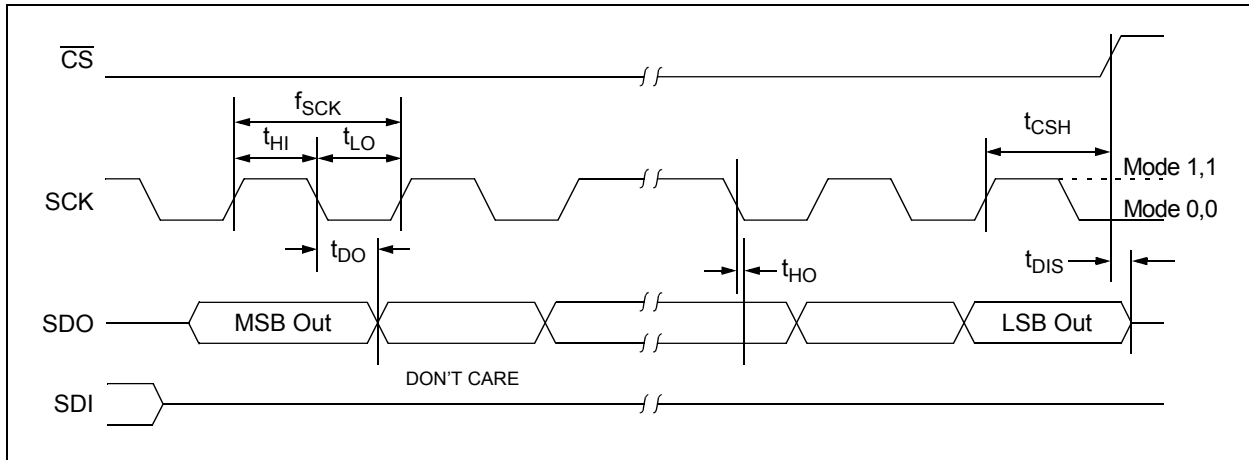 CS
fSCK
tHI
tLO
tCSH
SCK
Mode 1,1
Mode 0,0
tDO
tHO
tDIS
SDO
MSB Out
LSB Out
DON'T CARE
SDI